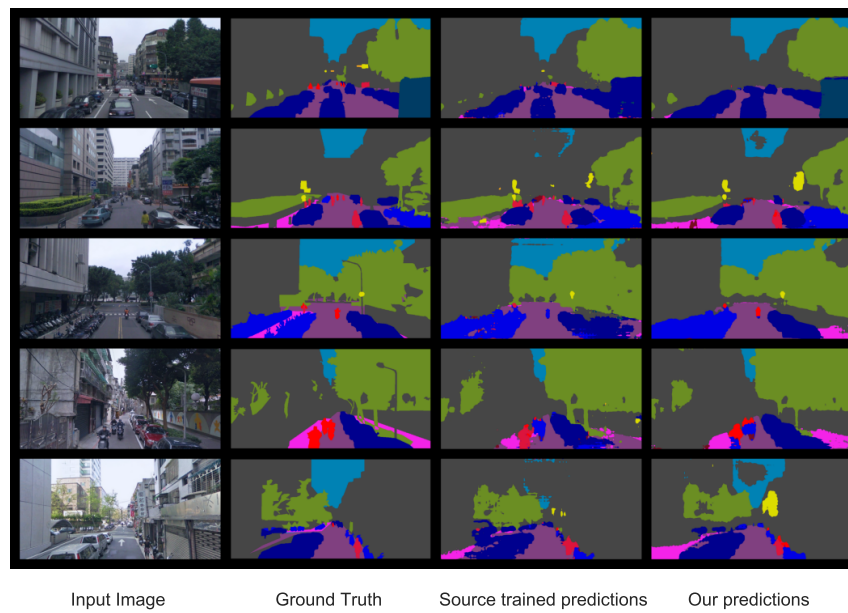 Input Image
Ground Truth
Source trained predictions
Our predictions